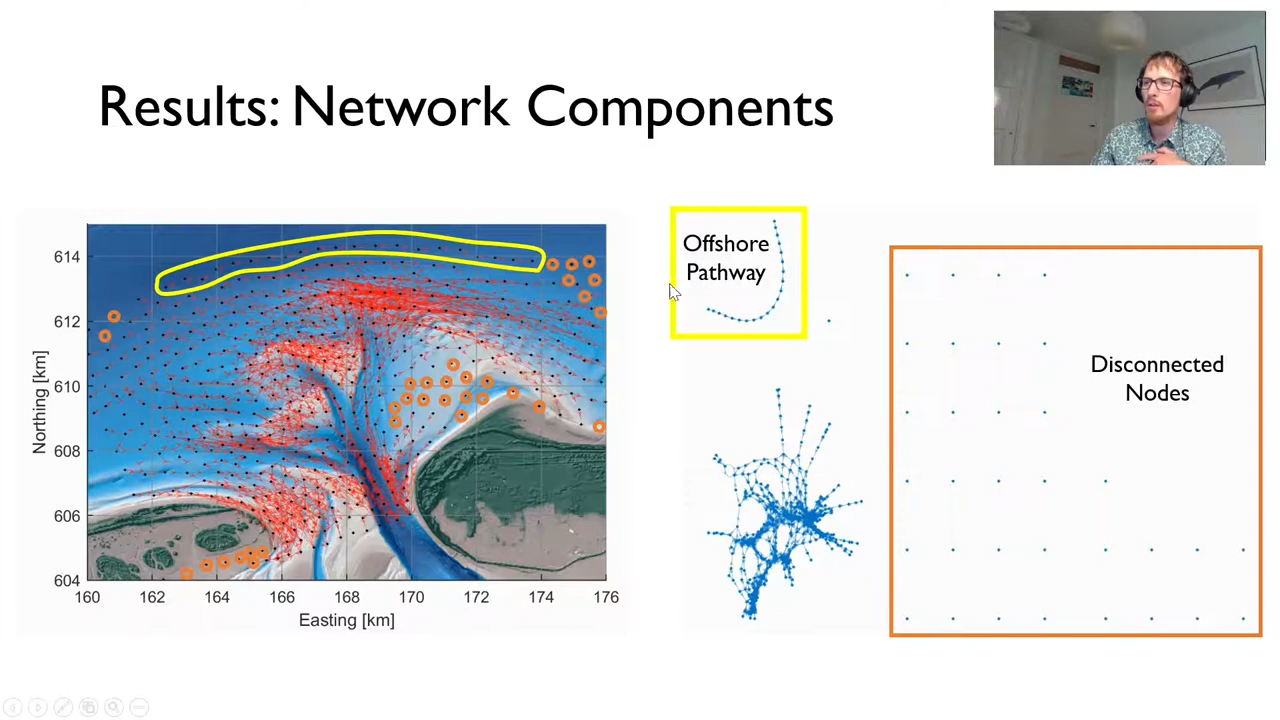 Results: Network Components
Northing [km]
614
612
610
608
606
604
160 162 164 166 168 170 172 174 176
Easting [km]
Offshore
Pathway
Disconnected
Nodes